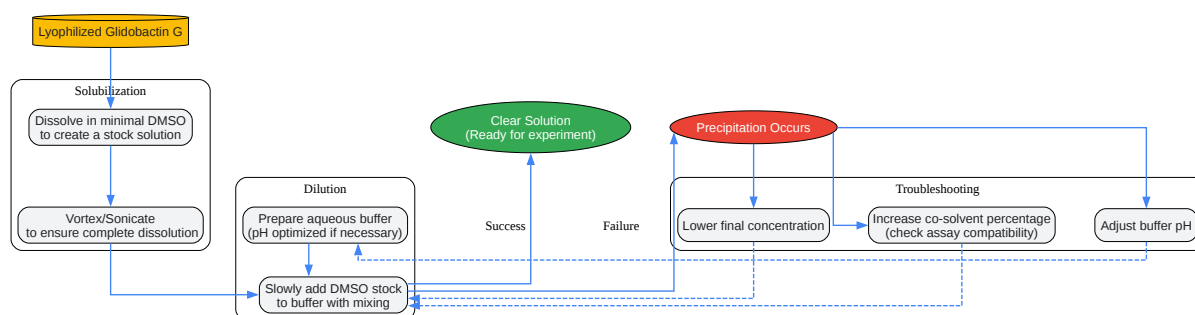 Lyophilized Glidobactin G
Solubilization
Dissolve in minimal DMSO
to create a stock solution
Vortex/Sonicate
to ensure complete dissolution
Dilution
Prepare aqueous buffer
(pH optimized if necessary)
Slowly add DMSO stock
to buffer with mixing
Success
Failure
Clear Solution
(Ready for experiment)
Precipitation Occurs
Troubleshooting
Lower final concentration
Increase co-solvent percentage
(check assay compatibility)
Adjust buffer pH